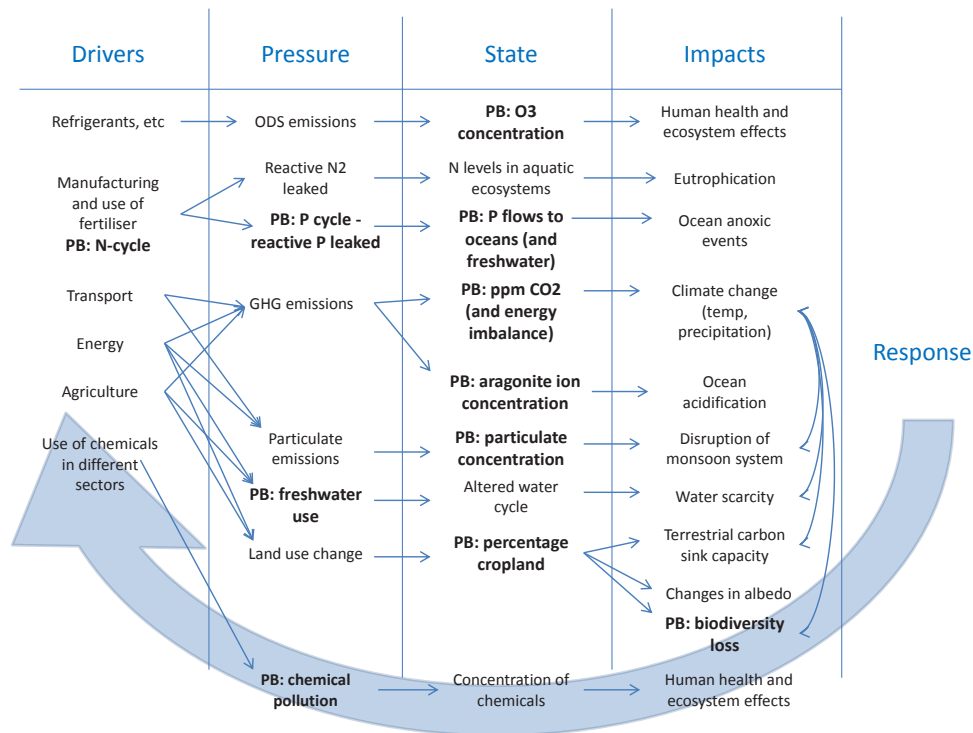 Drivers
Pressure
State
Impacts
Refrigerants, etc
ODS emissions
PB: O3
concentration
Human health and
ecosystem effects
Manufacturing
and use of
fertiliser
PB: N-cycle
Reactive N2
leaked
N levels in aquatic
ecosystems
Eutrophication
PB: P cycle -
reactive P leaked
PB: P flows to
oceans (and
freshwater)
Ocean anoxic
events
Transport
GHG emissions
PB: ppm CO2
(and energy
imbalance)
Climate change
(temp,
precipitation)
Energy
Response
Agriculture
PB: aragonite ion
concentration
Ocean
acidification
Use of chemicals
in different
sectors
Particulate
emissions
PB: particulate
concentration
Disruption of
monsoon system
PB: freshwater
use
Altered water
cycle
Water scarcity
Land use change
PB: percentage
cropland
Terrestrial carbon
sink capacity
Changes in albedo
PB: biodiversity
loss
PB: chemical
pollution
Concentration of
chemicals
Human health and
ecosystem effects